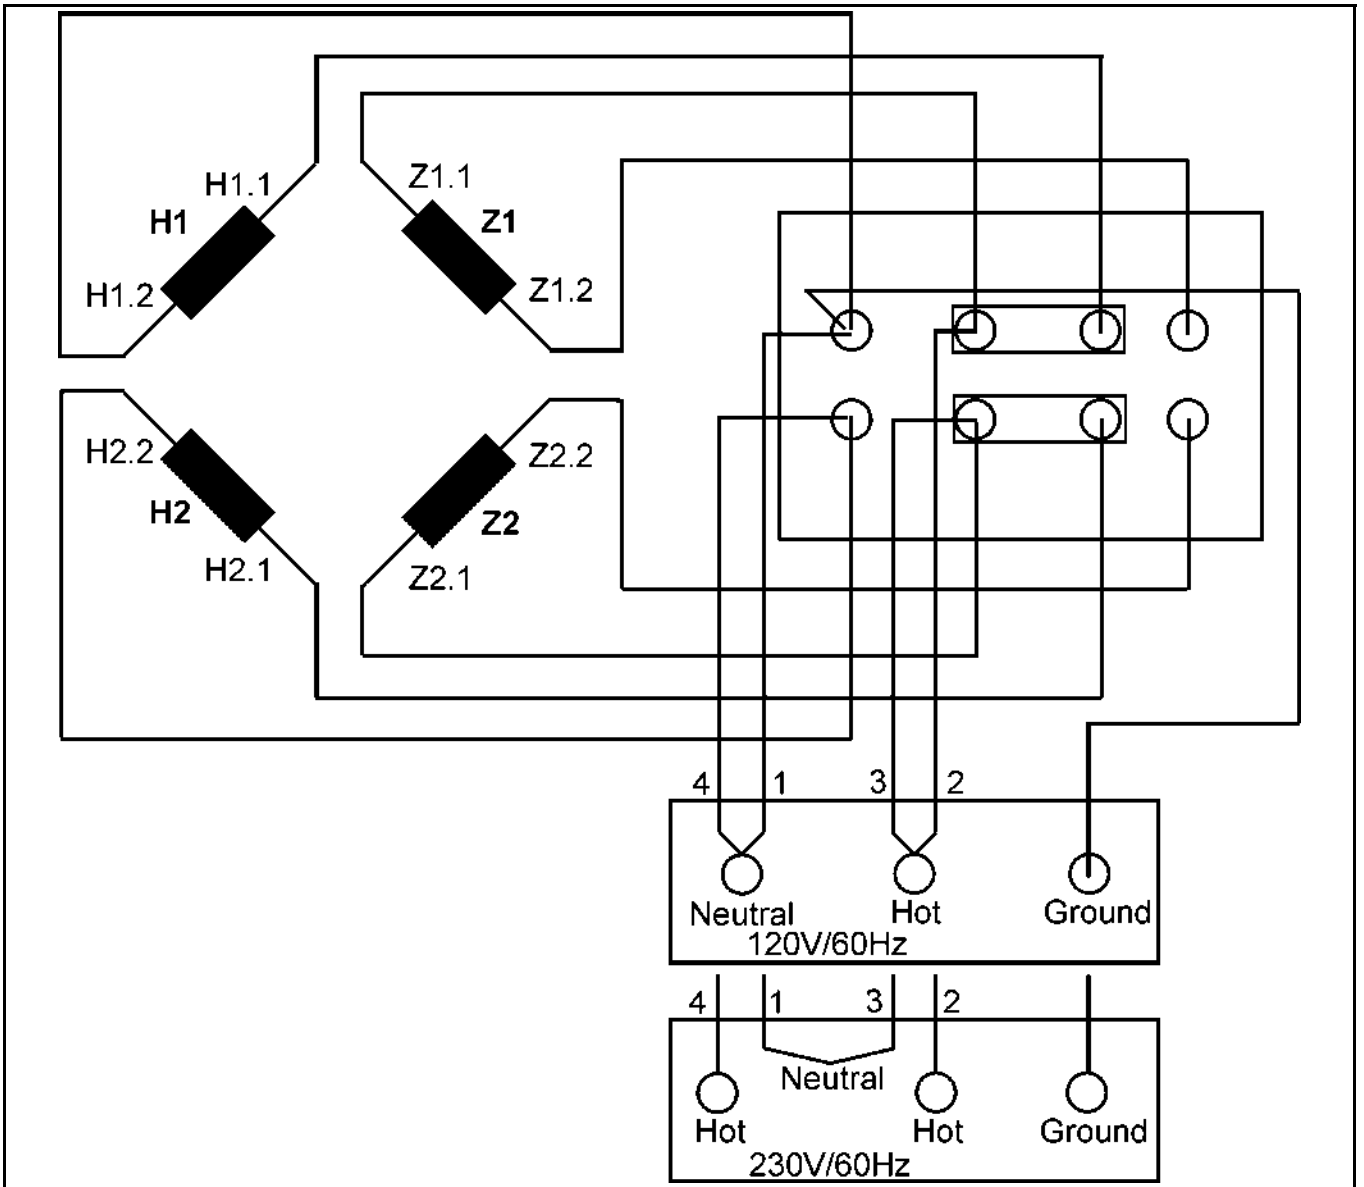 H1.1
Z1.1
H1
Z1
H1.2
Z1.2
H2.2
Z2.2
H2
Z2
H2.1
Z2.1
4 1 3 2
Neutral Hot Ground
120V/60Hz
4 1 3 2
Neutral
Hot Hot Ground
230V/60Hz